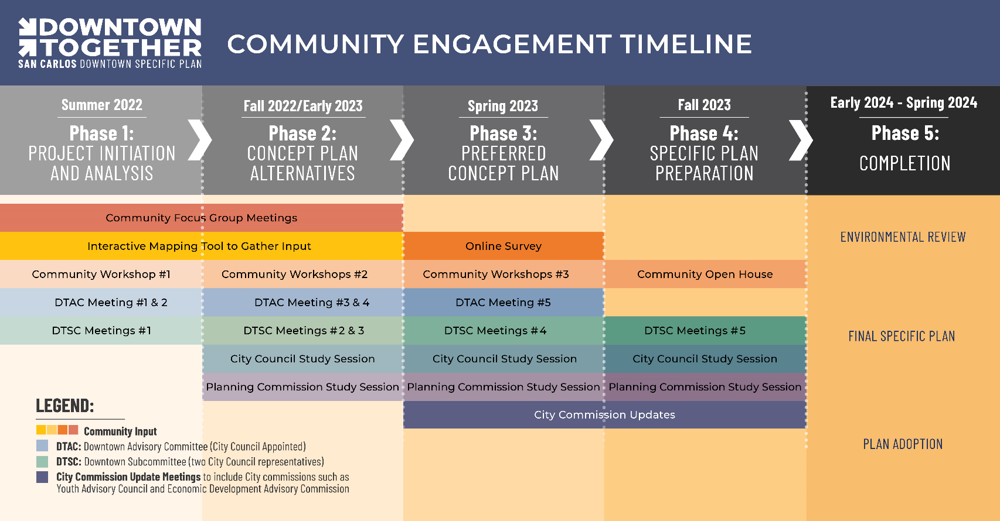 DOWNTOWN
TOGETHER
SAN CARLOS DOWNTOWN SPECIFIC PLAN
COMMUNITY ENGAGEMENT TIMELINE
Summer 2022
Phase 1:
PROJECT INITIATION
AND ANALYSIS
Fall 2022/Early 2023
Phase 2:
CONCEPT PLAN
ALTERNATIVES
Spring 2023
Phase 3:
PREFERRED
CONCEPT PLAN
Fall 2023
Phase 4:
SPECIFIC PLAN
PREPARATION
Early 2024 - Spring 2024
Phase 5:
COMPLETION
Community Focus Group Meetings
Interactive Mapping Tool to Gather Input
Online Survey
Community Workshop #1
Community Workshops #2
Community Workshops #3
Community Open House
DTAC Meeting #1 & 2
DTAC Meeting #3 & 4
DTAC Meeting #5
DTSC Meetings #1
DTSC Meetings #2 & 3
DTSC Meetings #4
DTSC Meetings #5
City Council Study Session
City Council Study Session
City Council Study Session
Planning Commission Study Session
Planning Commission Study Session
Planning Commission Study Session
City Commission Updates
ENVIRONMENTAL REVIEW
FINAL SPECIFIC PLAN
PLAN ADOPTION
LEGEND:
Community Input
DTAC: Downtown Advisory Committee (City Council Appointed)
DTSC: Downtown Subcommittee (two City Council representatives)
City Commission Update Meetings to include City commissions such as
Youth Advisory Council and Economic Development Advisory Commission